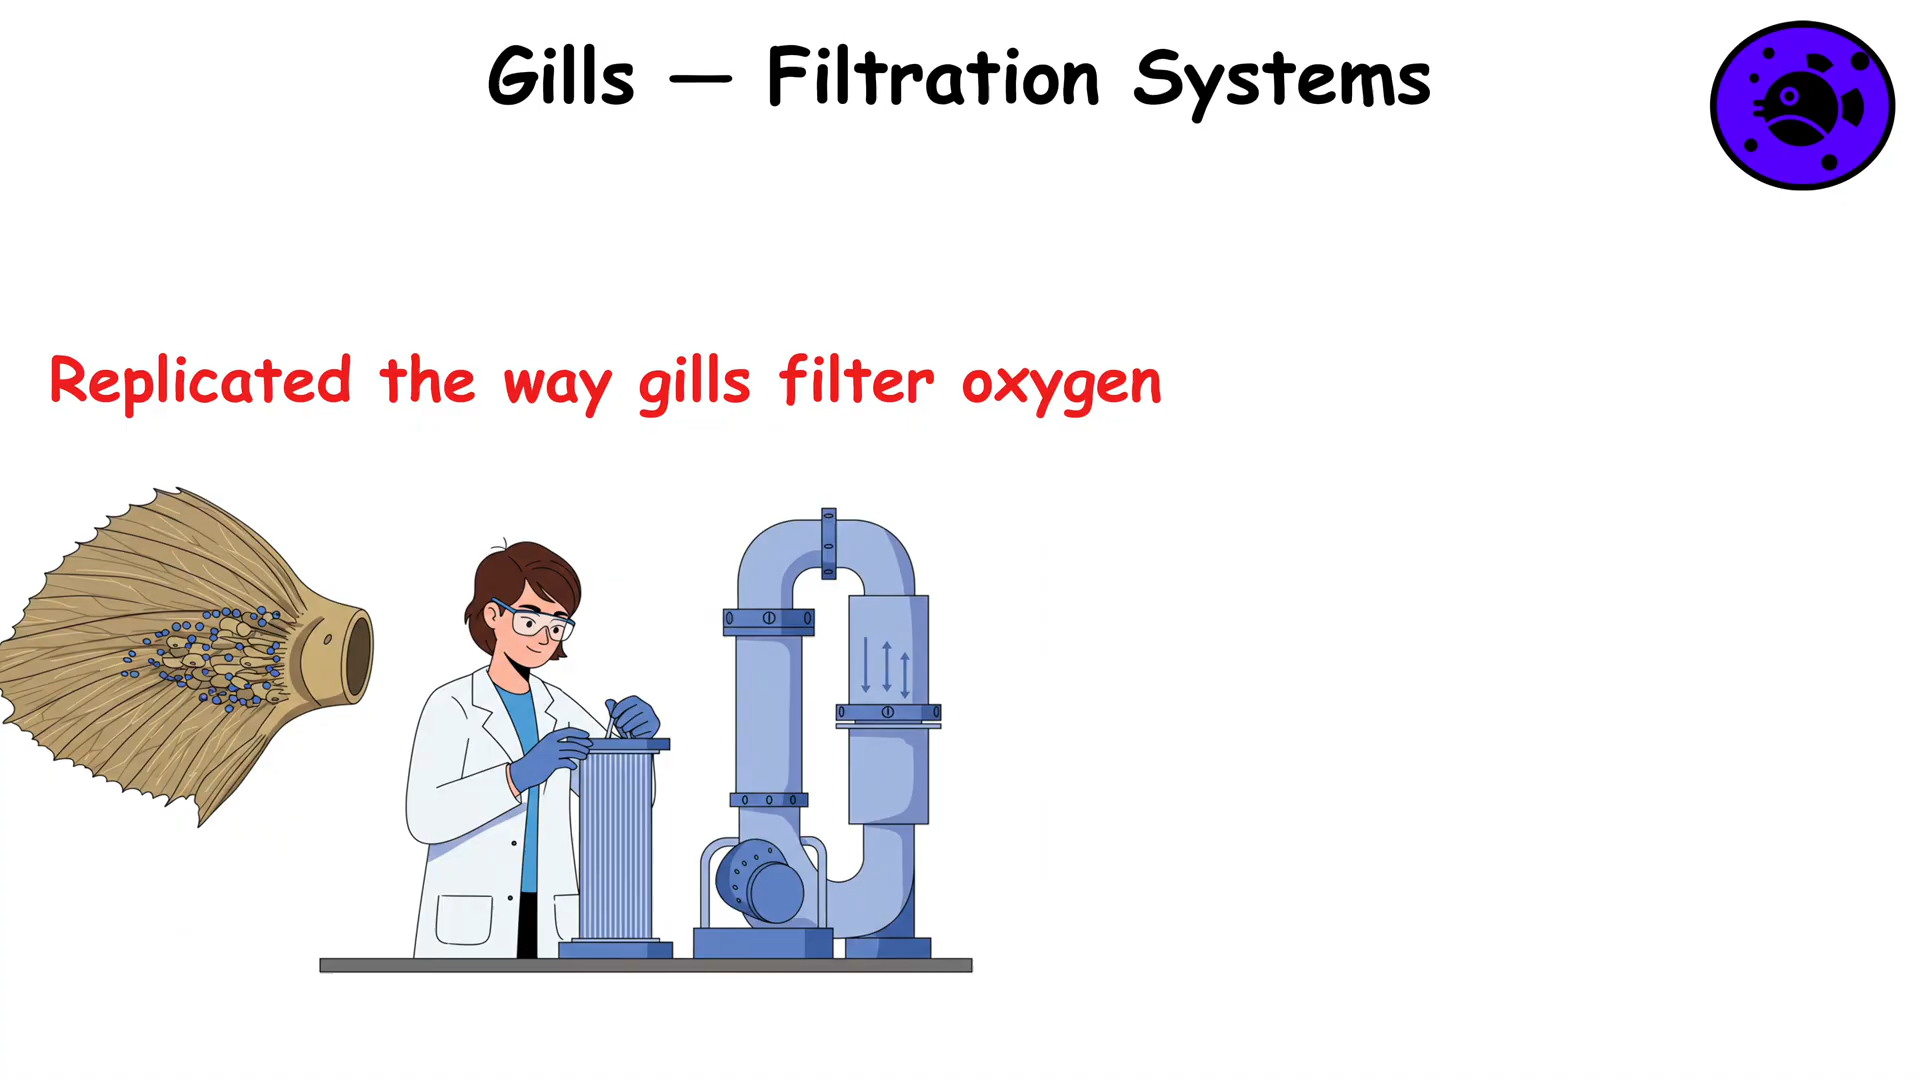 Gills — Filtration Systems
Replicated the way gills filter oxygen